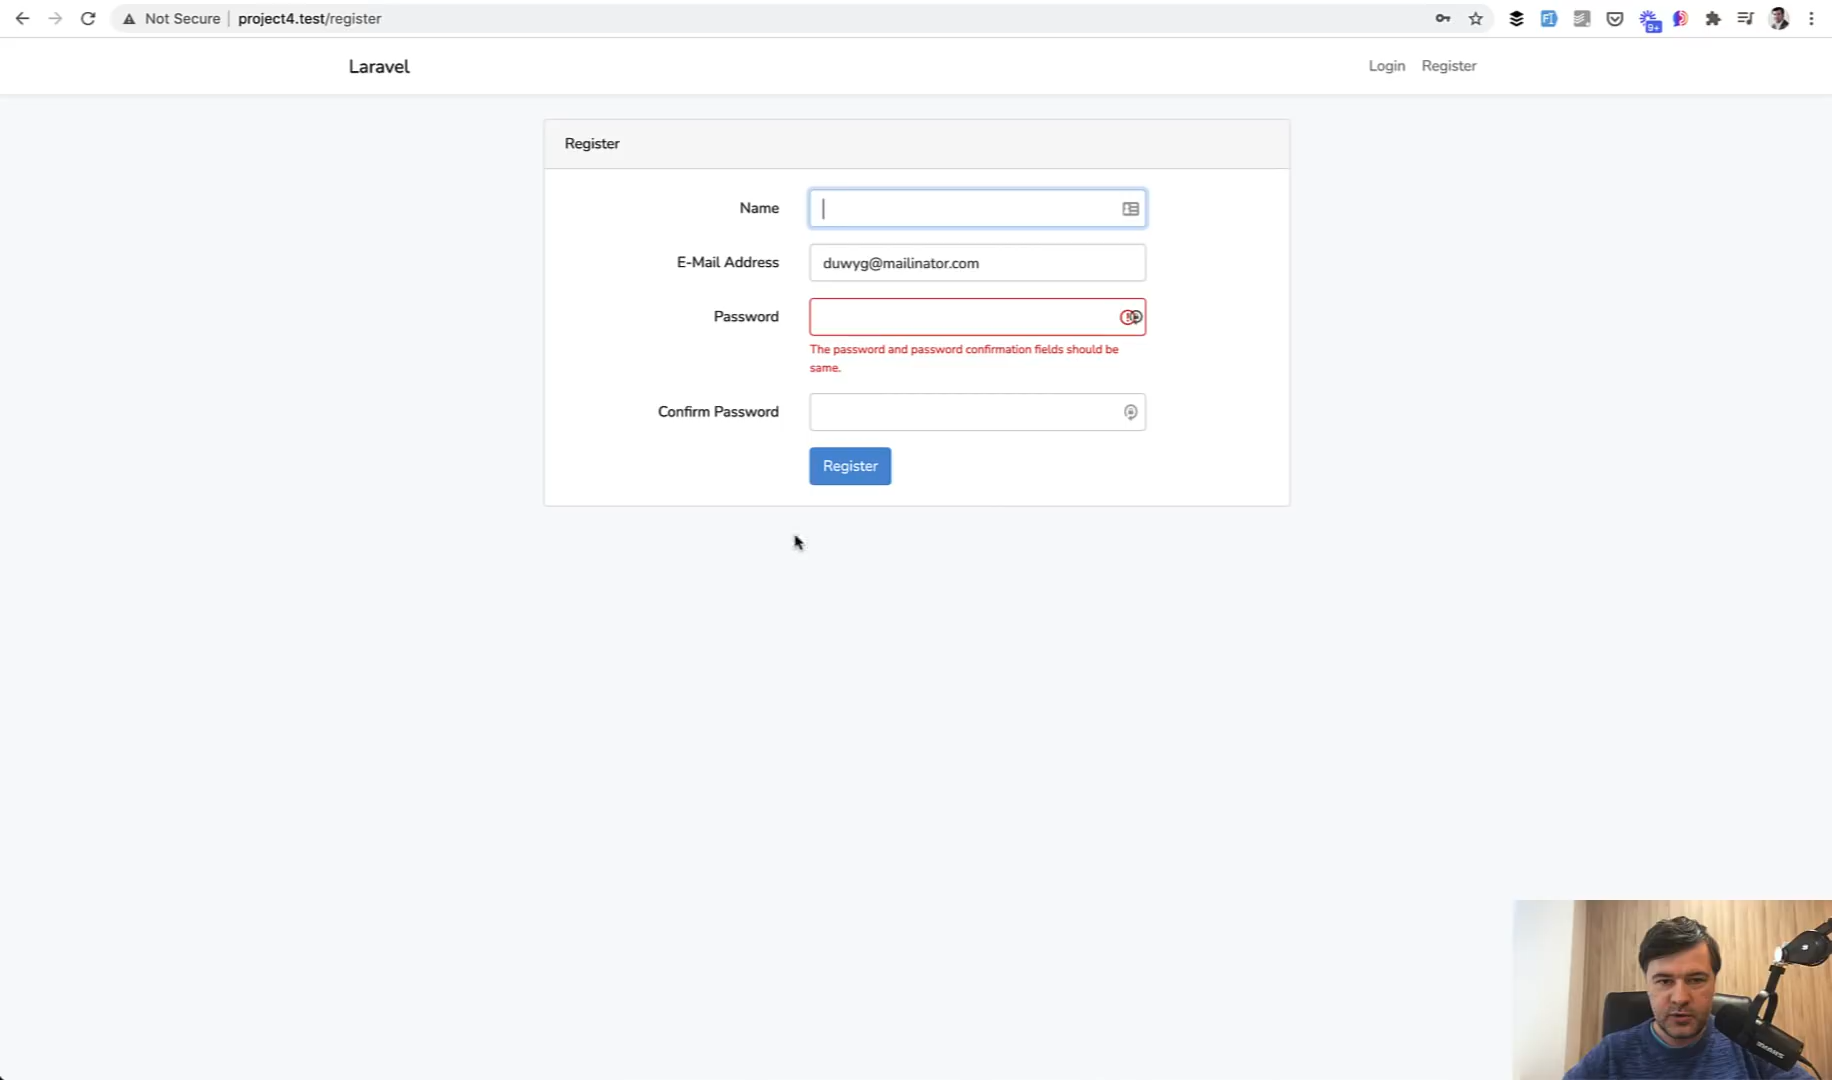 Not Secure project4.test/register
9+
Laravel
Login Register
Register
Name
E-Mail Address duwyg@mailinator.com
Password
The password and password confirmation fields should be
same.
Confirm Password
Register